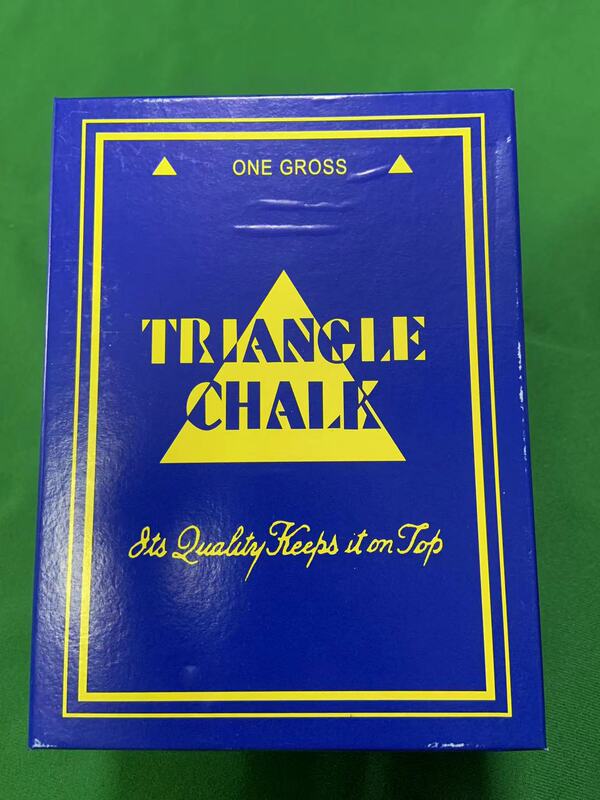 ONE GROSS
TRIANGLE
CHALK
Its Quality Keeps it on Top